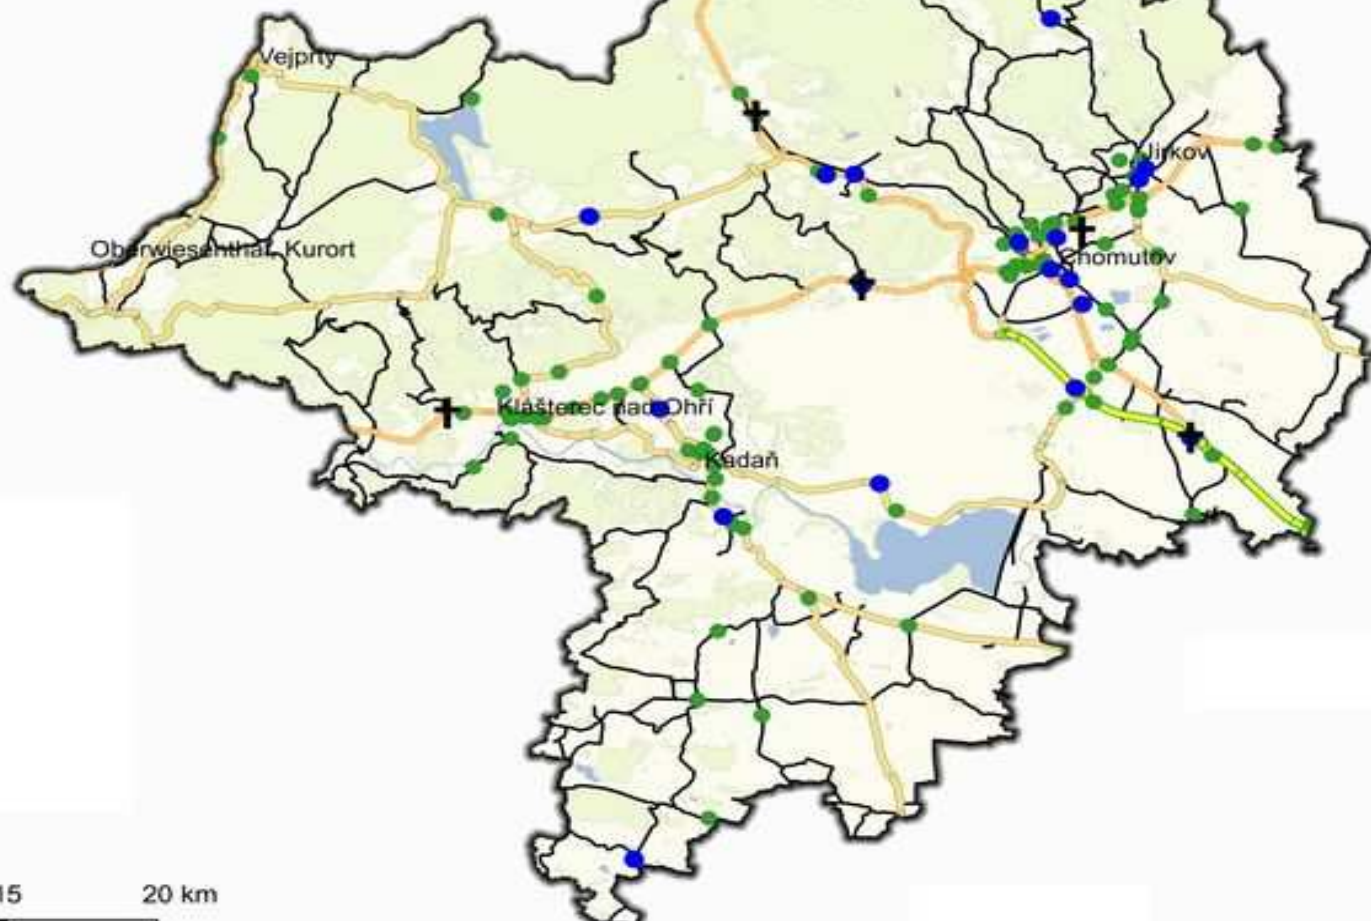 Vejprty
Jirkov
Oberwiesenthal, Kurort
Chomutov
Klášterec nad Ohří
Kadaň
15 20 km